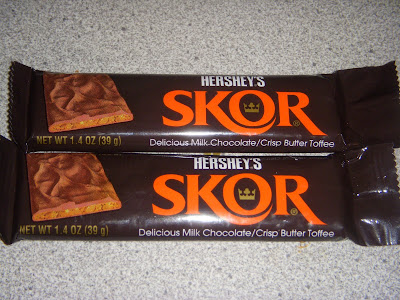 HERSHEY'S
SKOR®
NET WT 1.4 OZ (39 g)
Delicious Milk Chocolate/Crisp Butter Toffee
HERSHEY'S
SKOR®
NET WT 1.4 OZ (39 g)
Delicious Milk Chocolate/Crisp Butter Toffee